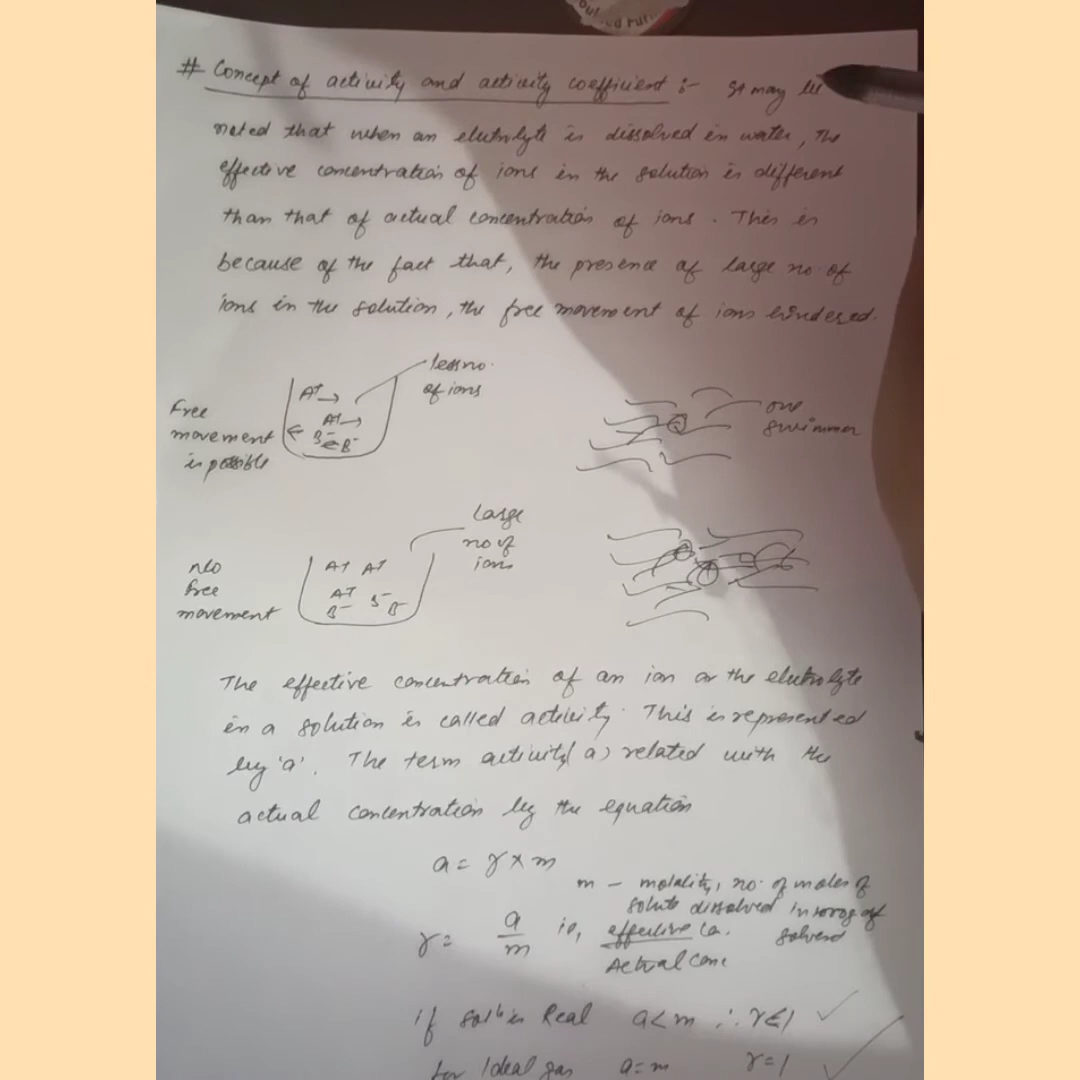 # Concept of activity and activity coefficient :- It may be
noted that when an electrolyte is dissolved in water, the
effective concentration of ions in the solution is different
than that of actual concentration of ions. This is
because of the fact that, the presence of large no. of
ions in the solution, the free movement of ions hindered.
less no.
of ions
Free
movement
is possible
A+ →
A+ →
← B-
← B-
one
swimmer
Large
no of
ions
no
free
movement
A+ A+
A+
B- B- B-
The effective concentration of an ion or the electrolyte
in a solution is called activity. This is represented
by 'a'. The term activity(a) related with the
actual concentration by the equation
a = γ × m
m - molality, no. of moles of
solute dissolved in 1000g of
solvent
γ = a/m ie, effective Co.
Actual conc
if solⁿ is Real a<m ∴ γ<1 ✓
for Ideal gas a=m γ=1 ✓